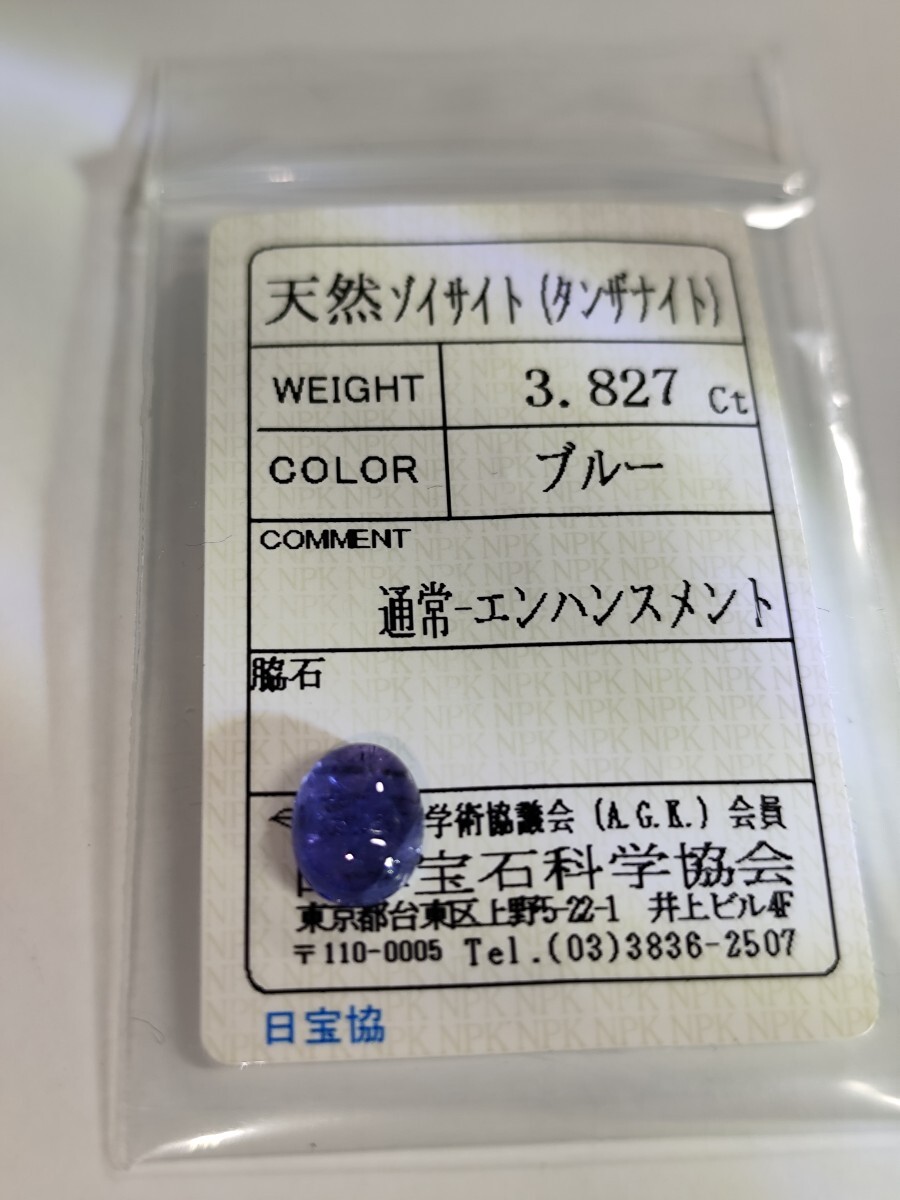 天然ゾイサイト(タンザナイト)
WEIGHT 3.827 Ct
COLOR ブルー
COMMENT
通常-エンハンスメント
脇石
学術協議会 (A.G.K.) 会員
宝石科学協会
東京都台東区上野5-22-1 井上ビル4F
〒110-0005 Tel.(03)3836-2507
日宝協